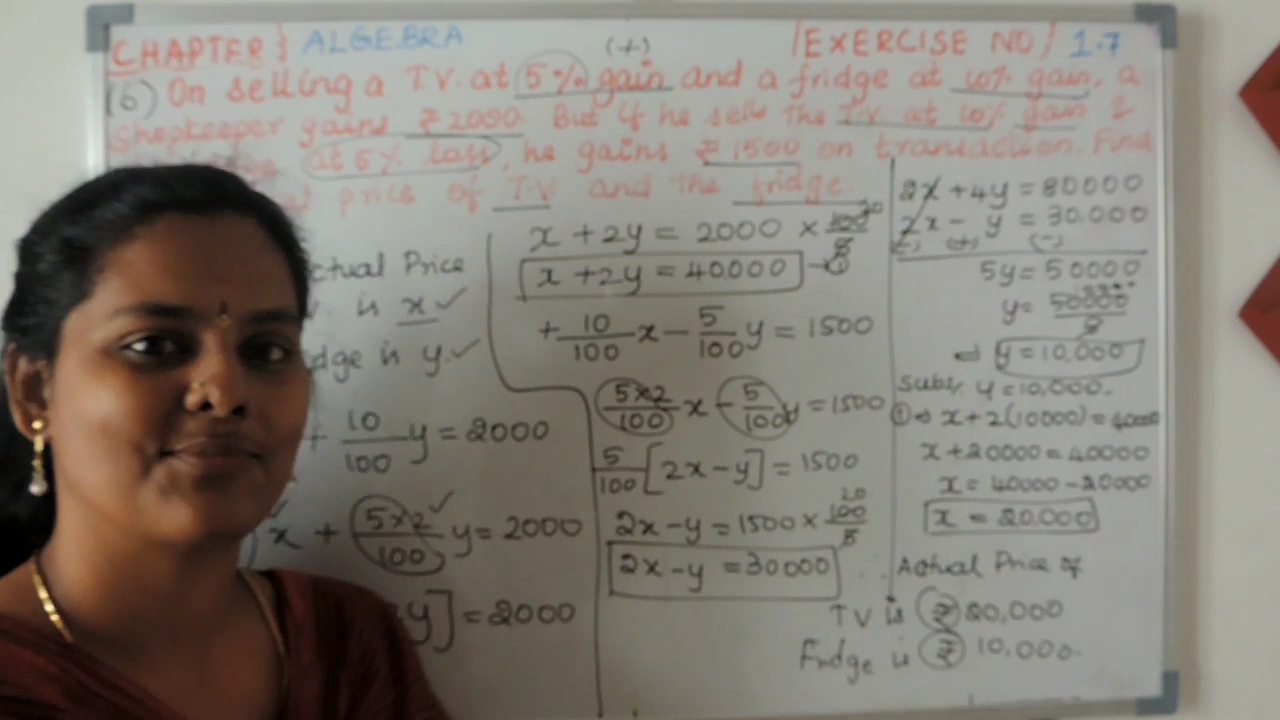 CHAPTER: ALGEBRA (+) /EXERCISE NO/ 1.7
(6) On selling a T.V. at 5% gain and a fridge at 10% gain, a
Shopkeeper gains ₹2000. But if he sells the T.V. at 10% gain &
at 5% loss, he gains ₹1500 on transaction. Find
price of T.V and the fridge.
ctual Price
is x ✓
dge is y ✓
+ 10/100 y = 2000
x + 5×2/100 y = 2000
y] = 2000
x + 2y = 2000 × 100/5 20
x + 2y = 40000 - ①
+ 10/100 x - 5/100 y = 1500
5×2/100 x - 5/100 y = 1500
5/100 [2x - y] = 1500
2x - y = 1500 × 100/5 20
2x - y = 30000
2x + 4y = 80000
2x - y = 30.000
(-) (+) (-)
5y = 50000
y = 50000/5
⇒ y = 10,000
Subs, y = 10,000.
① ⇒ x + 2(10000) = 40000
x + 20000 = 40000
x = 40000 - 20000
x = 20,000
Actual Price of
TV is ₹ 20,000
Fridge is ₹ 10,000.